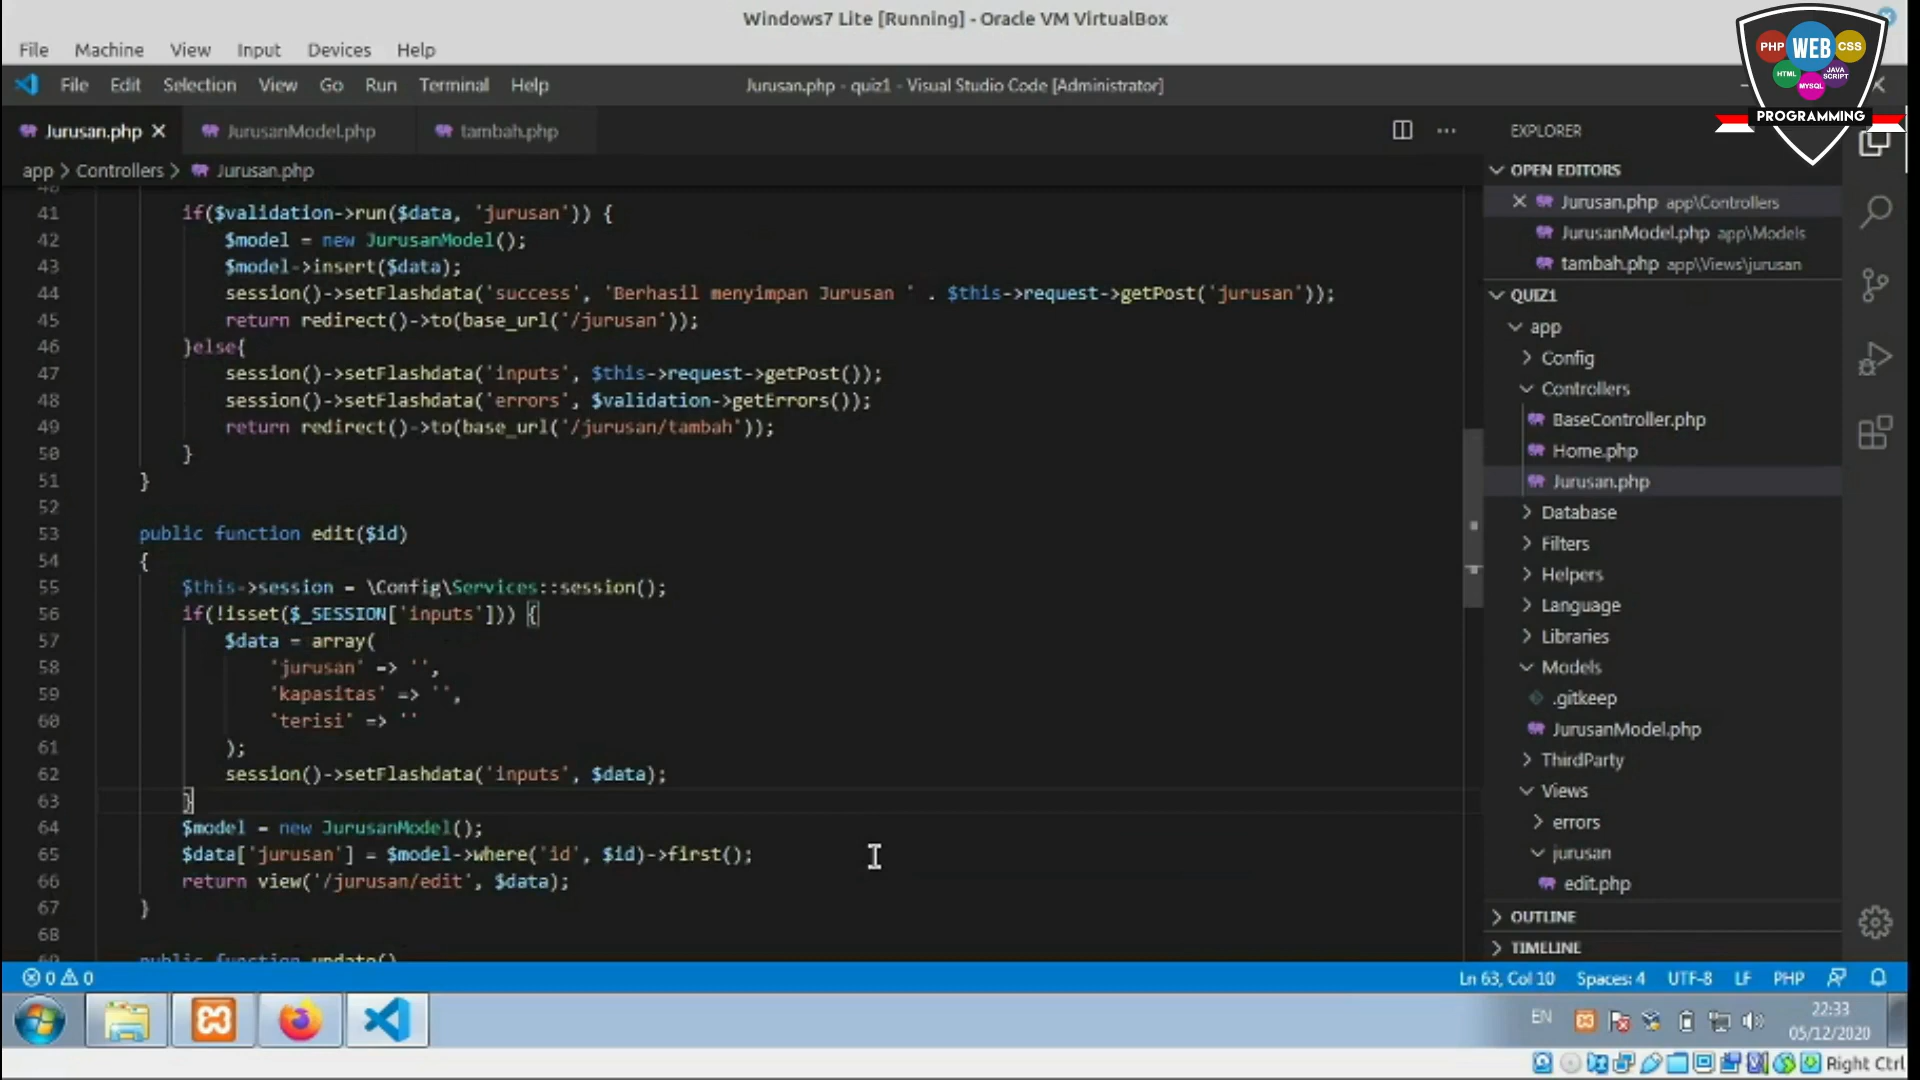 Windows7 Lite [Running] - Oracle VM VirtualBox
File Machine View Input Devices Help
File Edit Selection View Go Run Terminal Help
Jurusan.php - quiz1 - Visual Studio Code [Administrator]
PHP WEB CSS
HTML MYSQL JAVA SCRIPT
PROGRAMMING
Jurusan.php JurusanModel.php tambah.php
app > Controllers > Jurusan.php
41 if($validation->run($data, 'jurusan')) {
42 $model = new JurusanModel();
43 $model->insert($data);
44 session()->setFlashdata('success', 'Berhasil menyimpan Jurusan ' . $this->request->getPost('jurusan'));
45 return redirect()->to(base_url('/jurusan'));
46 }else{
47 session()->setFlashdata('inputs', $this->request->getPost());
48 session()->setFlashdata('errors', $validation->getErrors());
49 return redirect()->to(base_url('/jurusan/tambah'));
50 }
51 }
52
53 public function edit($id)
54 {
55 $this->session = \Config\Services::session();
56 if(!isset($_SESSION['inputs'])) {
57 $data = array(
58 'jurusan' => '',
59 'kapasitas' => '',
60 'terisi' => ''
61 );
62 session()->setFlashdata('inputs', $data);
63 }
64 $model = new JurusanModel();
65 $data['jurusan'] = $model->where('id', $id)->first();
66 return view('/jurusan/edit', $data);
67 }
68
69 public function update()
EXPLORER
OPEN EDITORS
Jurusan.php app\Controllers
JurusanModel.php app\Models
tambah.php app\Views\jurusan
QUIZ1
app
Config
Controllers
BaseController.php
Home.php
Jurusan.php
Database
Filters
Helpers
Language
Libraries
Models
.gitkeep
JurusanModel.php
ThirdParty
Views
errors
jurusan
edit.php
OUTLINE
TIMELINE
0 0
Ln 63, Col 10 Spaces: 4 UTF-8 LF PHP
EN
22:33
05/12/2020
Right Ctrl